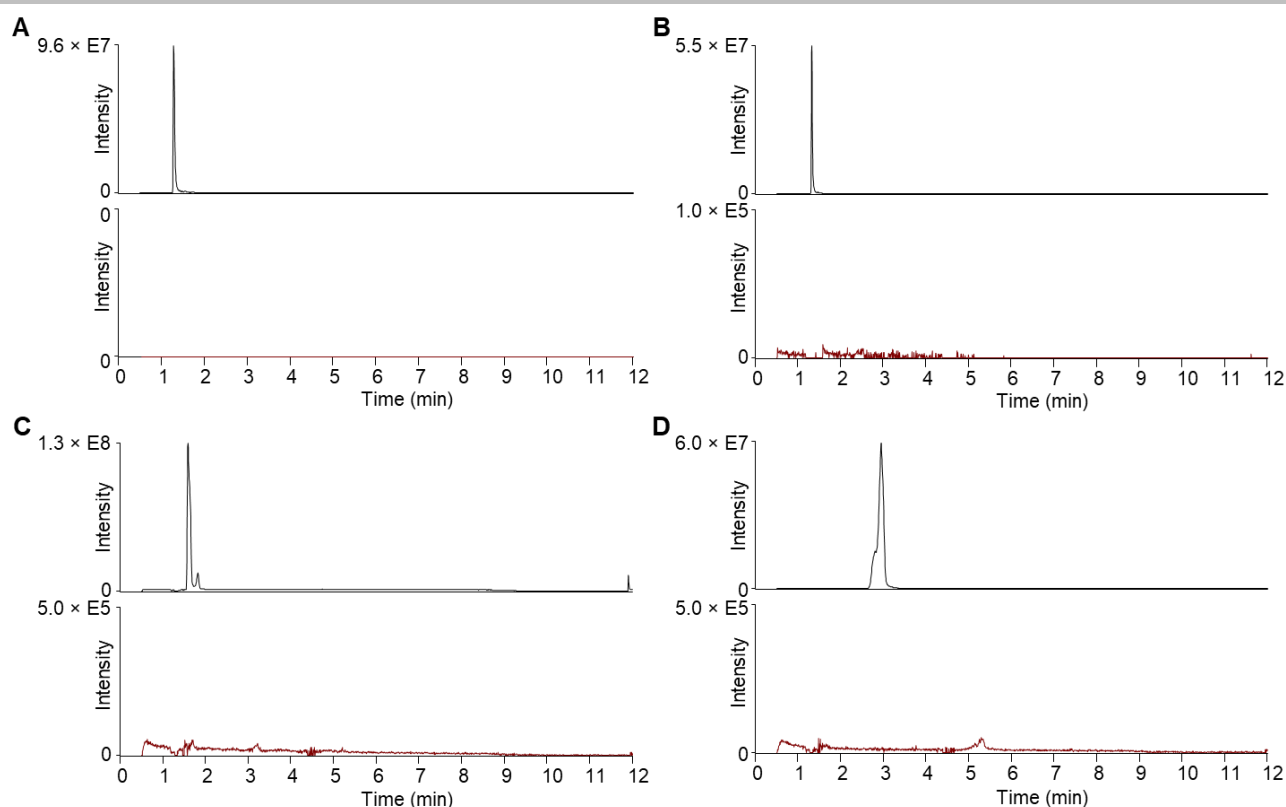 A
9.6 × E7
Intensity
0
0
Intensity
0
0 1 2 3 4 5 6 7 8 9 10 11 12
Time (min)
B
5.5 × E7
Intensity
0
1.0 × E5
Intensity
0
0 1 2 3 4 5 6 7 8 9 10 11 12
Time (min)
C
1.3 × E8
Intensity
0
5.0 × E5
Intensity
0
0 1 2 3 4 5 6 7 8 9 10 11 12
Time (min)
D
6.0 × E7
Intensity
0
5.0 × E5
Intensity
0
0 1 2 3 4 5 6 7 8 9 10 11 12
Time (min)